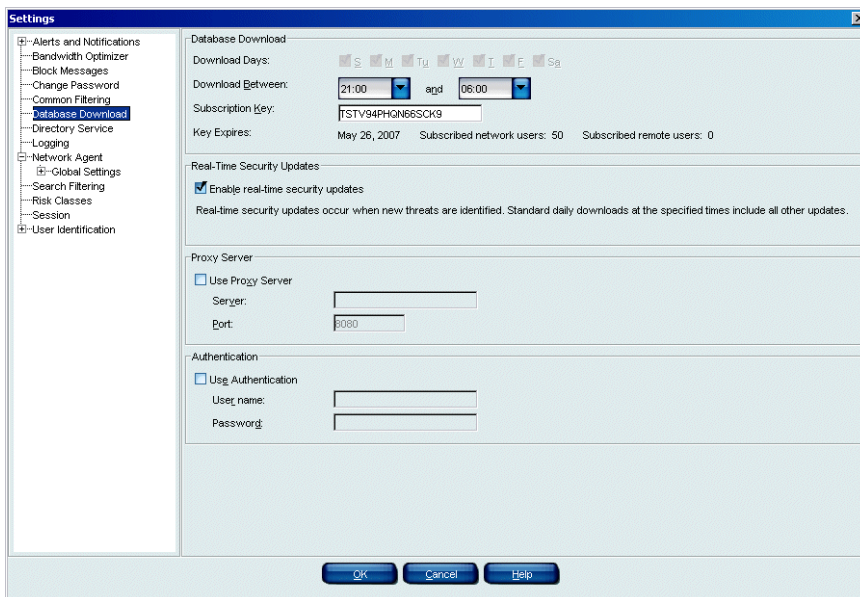 Settings
Alerts and Notifications
Bandwidth Optimizer
Block Messages
Change Password
Common Filtering
Database Download
Directory Service
Logging
Network Agent
Global Settings
Search Filtering
Risk Classes
Session
User Identification
Database Download
Download Days: S M Tu W T F Sa
Download Between: 21:00 and 06:00
Subscription Key: TSTV94PHQN66SCK9
Key Expires: May 26, 2007 Subscribed network users: 50 Subscribed remote users: 0
Real-Time Security Updates
Enable real-time security updates
Real-time security updates occur when new threats are identified. Standard daily downloads at the specified times include all other updates.
Proxy Server
Use Proxy Server
Server:
Port: 8080
Authentication
Use Authentication
User name:
Password:
OK Cancel Help